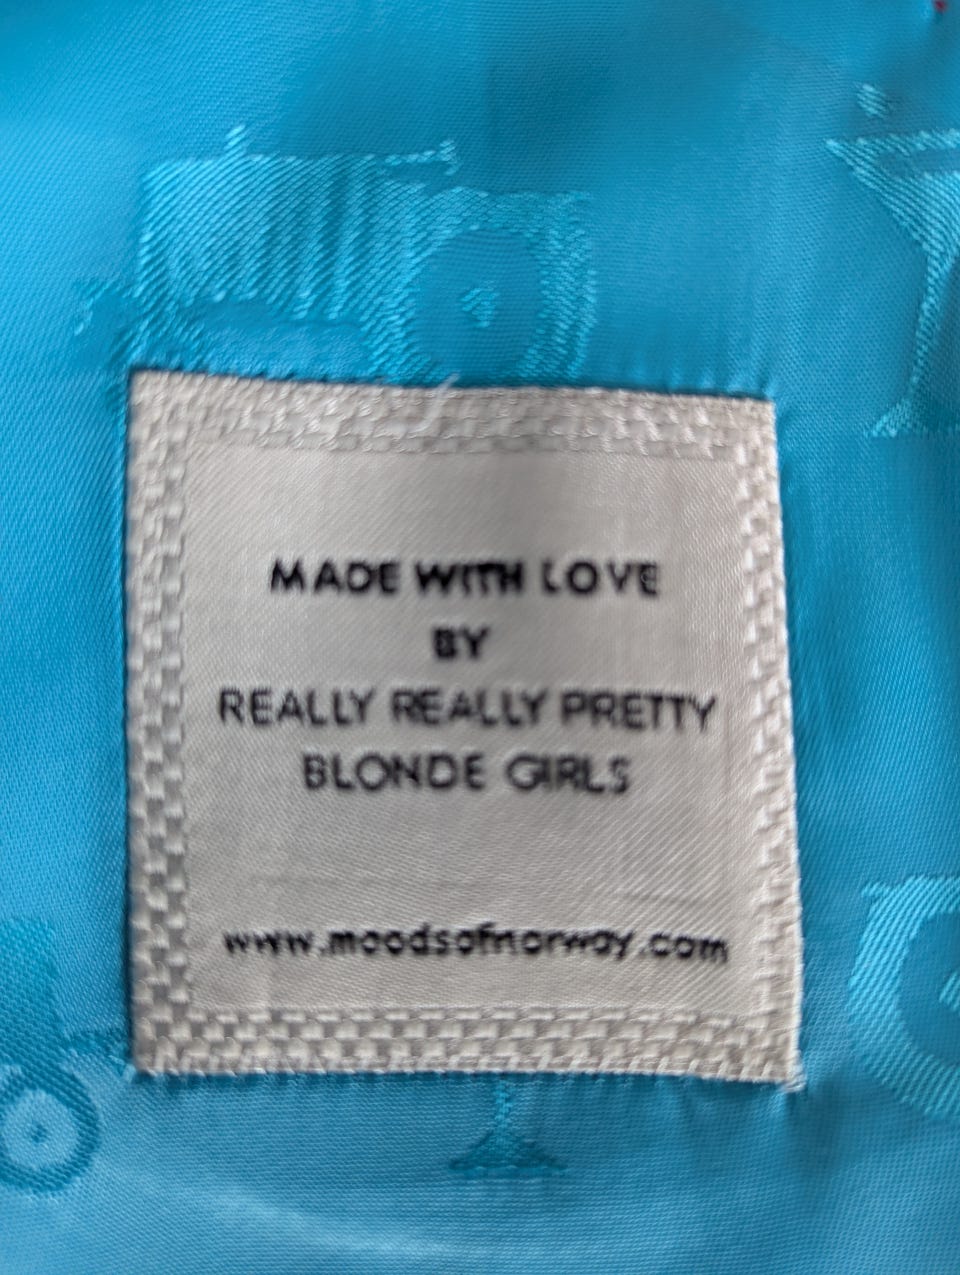 MADE WITH LOVE
BY
REALLY REALLY PRETTY
BLONDE GIRLS
www.moodsofnorway.com